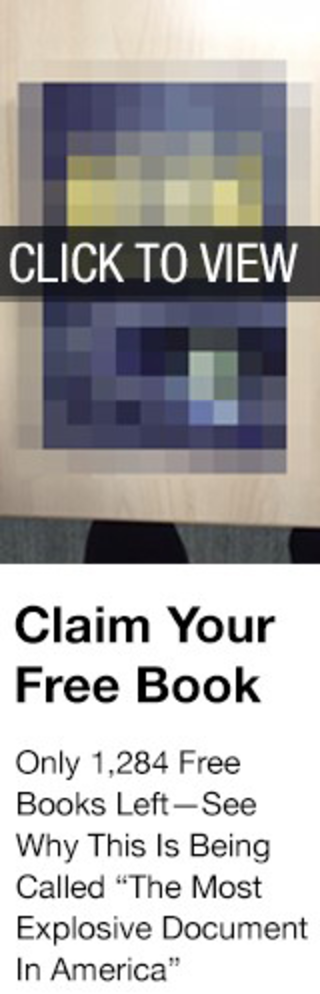 CLICK TO VIEW
Claim Your
Free Book
Only 1,284 Free
Books Left—See
Why This Is Being
Called “The Most
Explosive Document
In America”